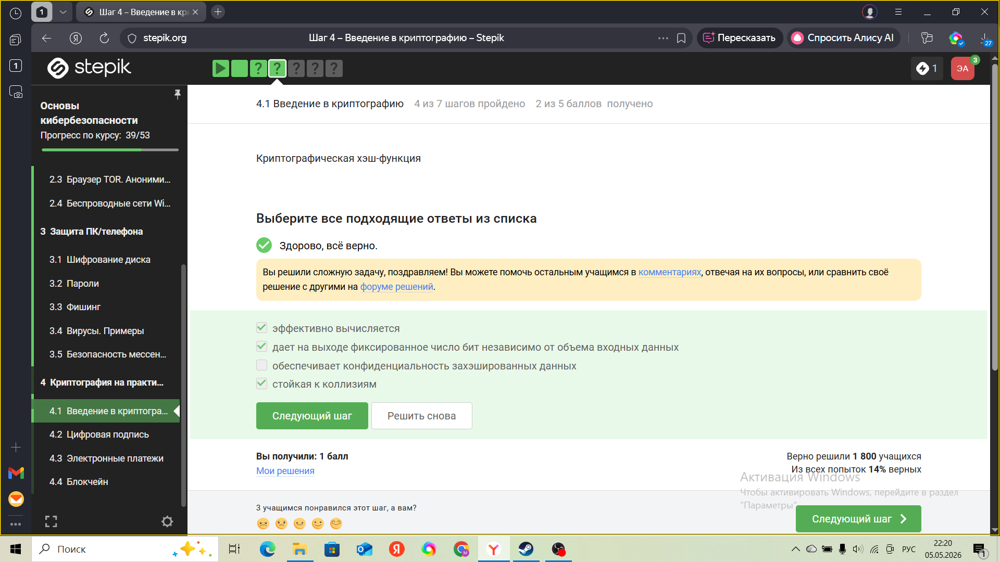 1
Шаг 4 – Введение в кр
stepik.org
Шаг 4 – Введение в криптографию – Stepik
Пересказать
Спросить Алису AI
27
1
stepik
? ? ? ? ?
1
ЭА
3
Основы
кибербезопасности
Прогресс по курсу: 39/53
2.3 Браузер TOR. Аноними...
2.4 Беспроводные сети Wi...
3 Защита ПК/телефона
3.1 Шифрование диска
3.2 Пароли
3.3 Фишинг
3.4 Вирусы. Примеры
3.5 Безопасность мессен...
4 Криптография на практи...
4.1 Введение в криптогра...
4.2 Цифровая подпись
4.3 Электронные платежи
4.4 Блокчейн
4.1 Введение в криптографию 4 из 7 шагов пройдено 2 из 5 баллов получено
Криптографическая хэш-функция
Выберите все подходящие ответы из списка
Здорово, всё верно.
Вы решили сложную задачу, поздравляем! Вы можете помочь остальным учащимся в комментариях, отвечая на их вопросы, или сравнить своё
решение с другими на форуме решений.
эффективно вычисляется
дает на выходе фиксированное число бит независимо от объема входных данных
обеспечивает конфиденциальность захэшированных данных
стойкая к коллизиям
Следующий шаг
Решить снова
Вы получили: 1 балл
Мои решения
Верно решили 1 800 учащихся
Из всех попыток 14% верных
Активация Windows
Чтобы активировать Windows, перейдите в раздел
"Параметры"
3 учащимся понравился этот шаг, а вам?
Следующий шаг
Поиск
РУС
22:20
05.05.2026
1